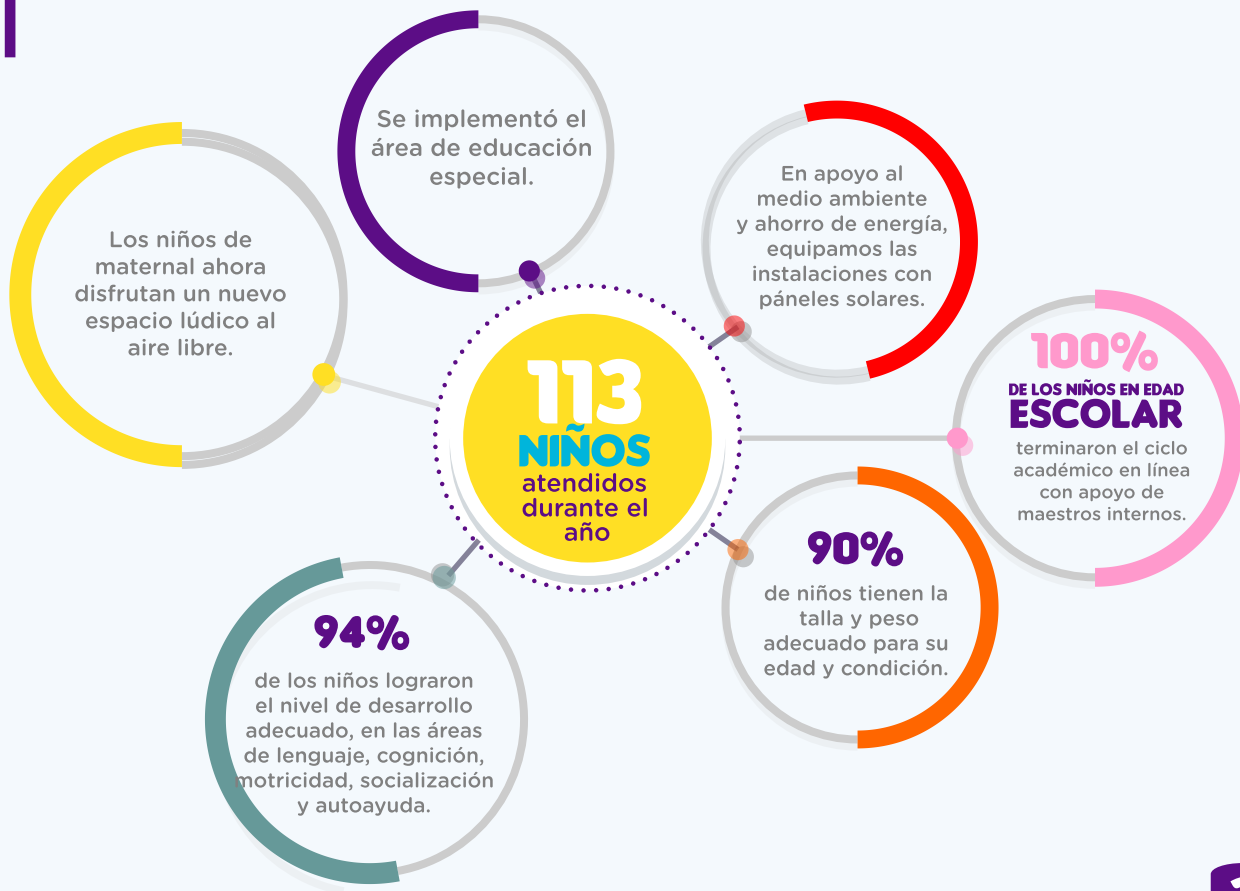 Se implementó el
área de educación
especial.
Los niños de
maternal ahora
disfrutan un nuevo
espacio lúdico al
aire libre.
En apoyo al
medio ambiente
y ahorro de energía,
equipamos las
instalaciones con
páneles solares.
113
NIÑOS
atendidos
durante el
año
100%
DE LOS NIÑOS EN EDAD
ESCOLAR
terminaron el ciclo
académico en línea
con apoyo de
maestros internos.
90%
de niños tienen la
talla y peso
adecuado para su
edad y condición.
94%
de los niños lograron
el nivel de desarrollo
adecuado, en las áreas
de lenguaje, cognición,
motricidad, socialización
y autoayuda.